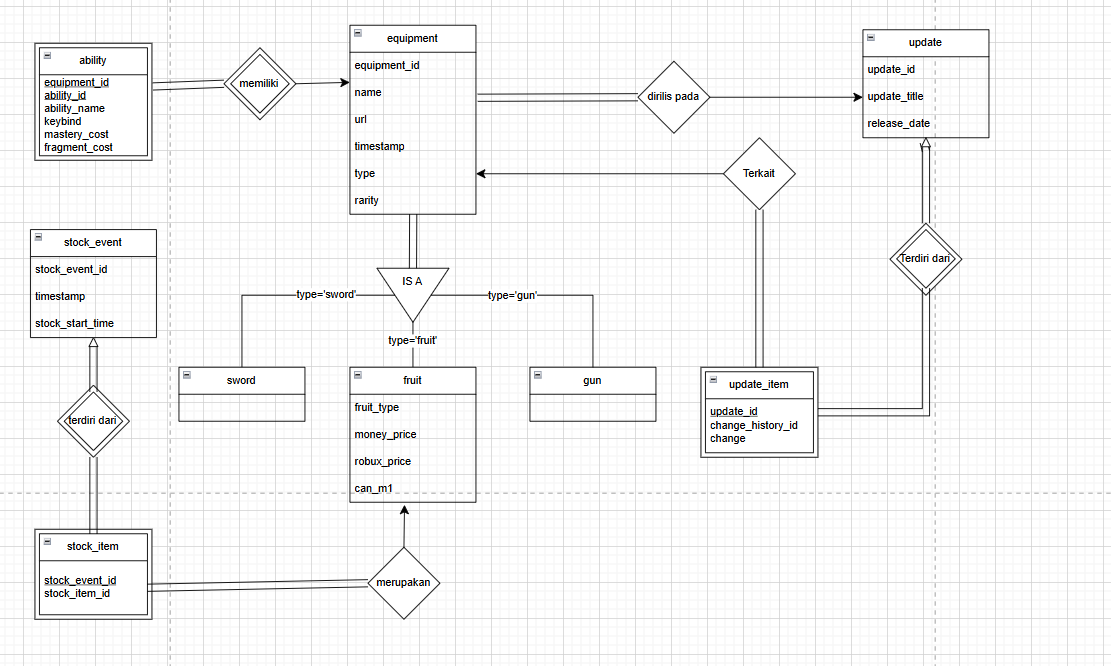 ability
equipment_id
ability_id
ability_name
keybind
mastery_cost
fragment_cost
memiliki
equipment
equipment_id
name
url
timestamp
type
rarity
dirilis pada
update
update_id
update_title
release_date
Terkait
Terdiri dari
stock_event
stock_event_id
timestamp
stock_start_time
IS A
type='sword'
type='gun'
type='fruit'
sword
fruit
fruit_type
money_price
robux_price
can_m1
gun
update_item
update_id
change_history_id
change
terdiri dari
stock_item
stock_event_id
stock_item_id
merupakan